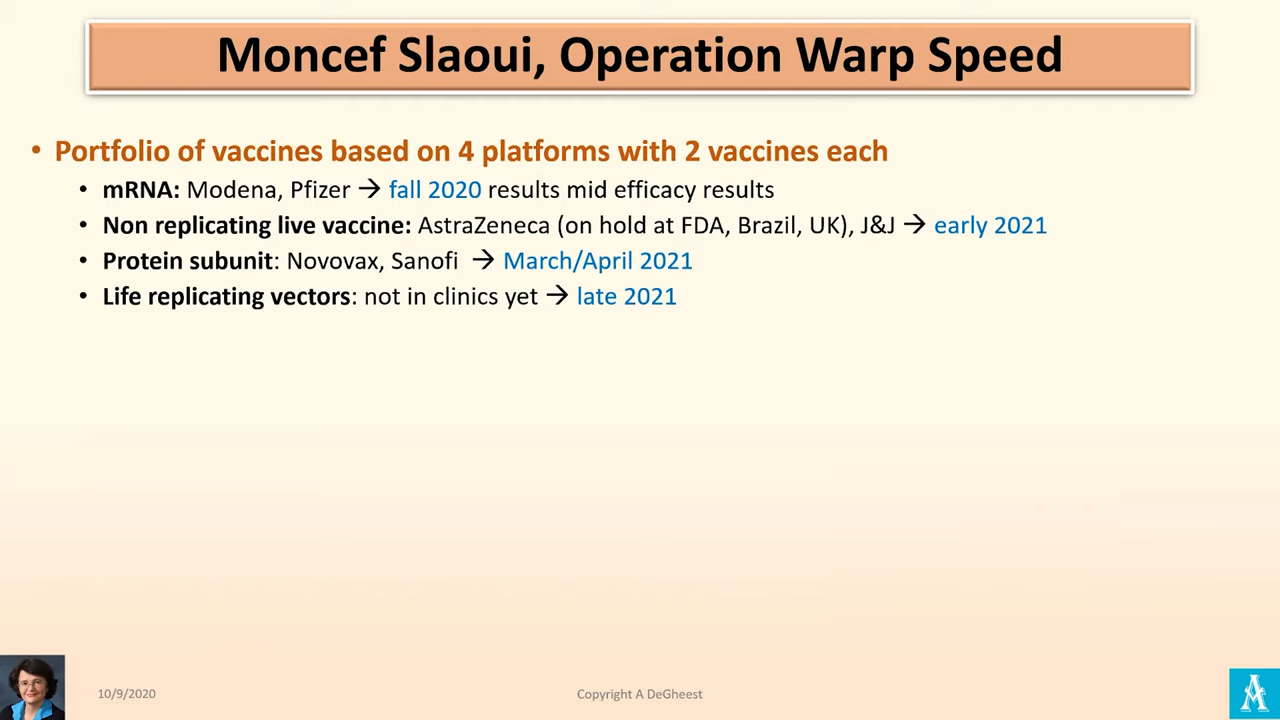 Moncef Slaoui, Operation Warp Speed
• Portfolio of vaccines based on 4 platforms with 2 vaccines each
• mRNA: Modena, Pfizer → fall 2020 results mid efficacy results
• Non replicating live vaccine: AstraZeneca (on hold at FDA, Brazil, UK), J&J → early 2021
• Protein subunit: Novovax, Sanofi → March/April 2021
• Life replicating vectors: not in clinics yet → late 2021
10/9/2020
Copyright A DeGheest
A